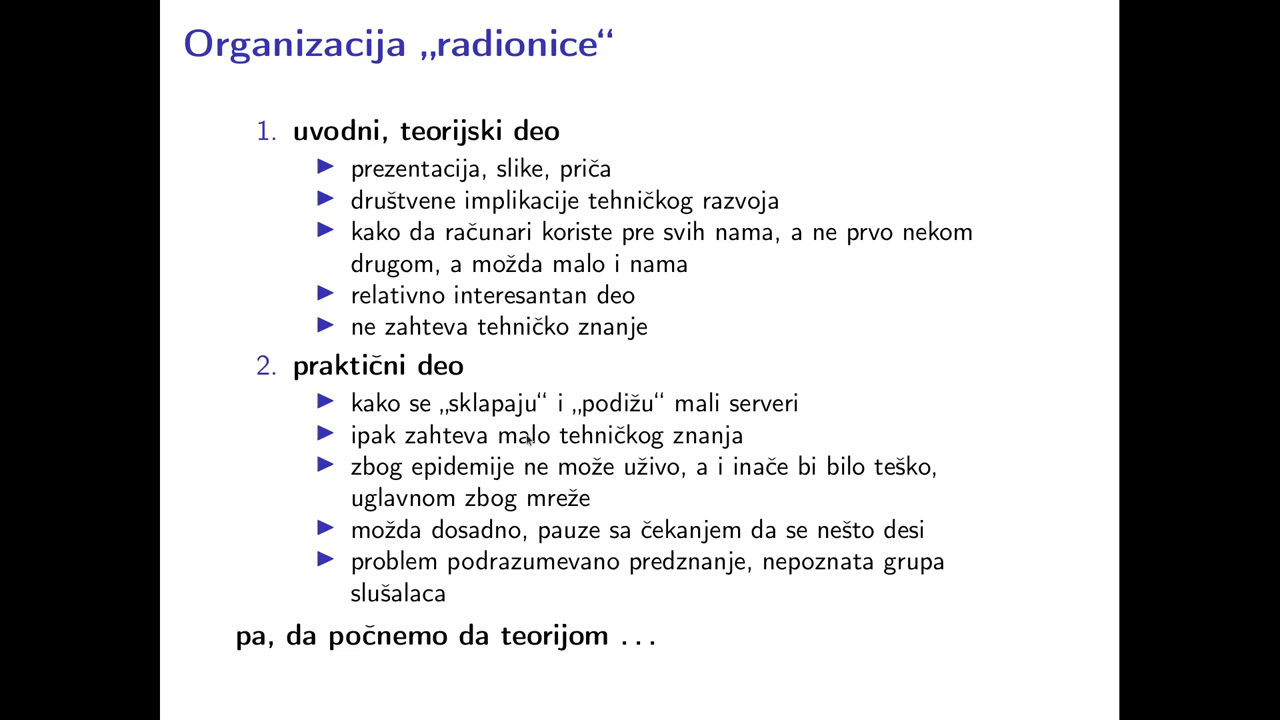 Organizacija „radionice“
1. uvodni, teorijski deo
▶ prezentacija, slike, priča
▶ društvene implikacije tehničkog razvoja
▶ kako da računari koriste pre svih nama, a ne prvo nekom
drugom, a možda malo i nama
▶ relativno interesantan deo
▶ ne zahteva tehničko znanje
2. praktični deo
▶ kako se „sklapaju“ i „podižu“ mali serveri
▶ ipak zahteva malo tehničkog znanja
▶ zbog epidemije ne može uživo, a i inače bi bilo teško,
uglavnom zbog mreže
▶ možda dosadno, pauze sa čekanjem da se nešto desi
▶ problem podrazumevano predznanje, nepoznata grupa
slušalaca
pa, da počnemo da teorijom ...